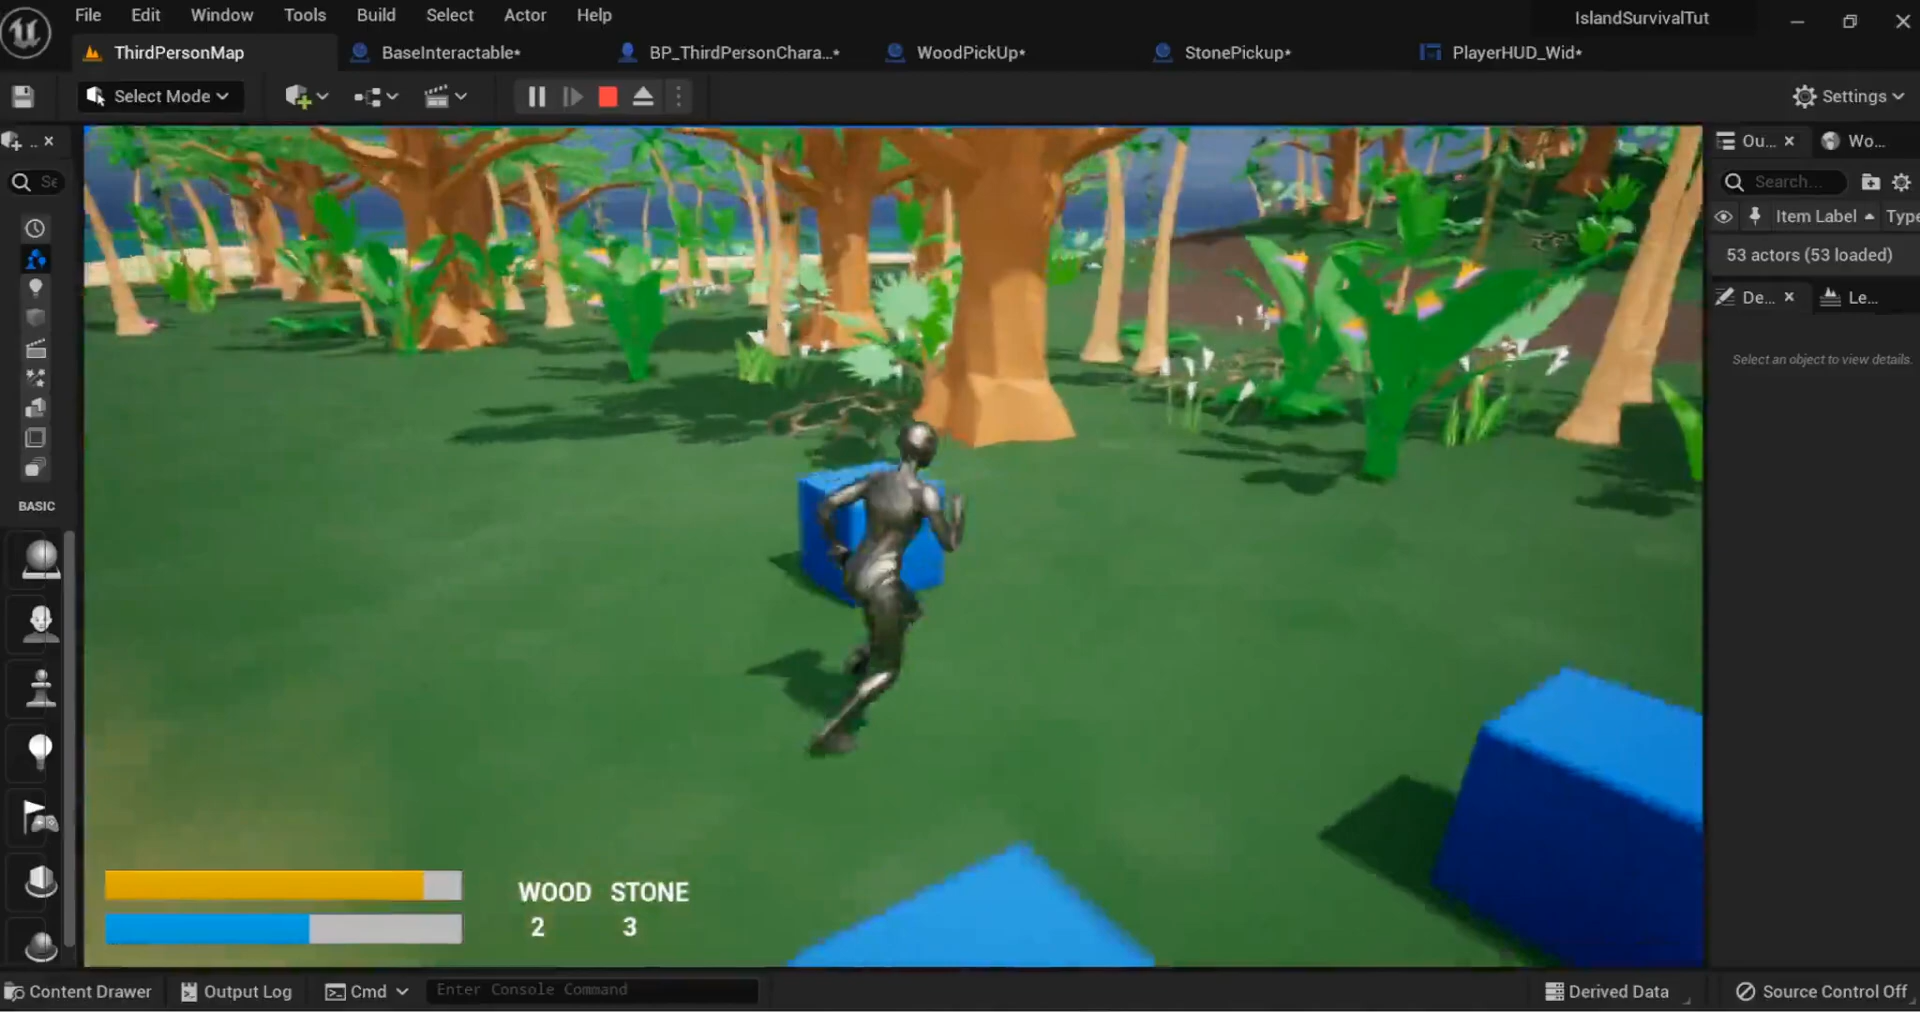 File Edit Window Tools Build Select Actor Help IslandSurvivalTut
ThirdPersonMap BaseInteractable* BP_ThirdPersonChara...* WoodPickUp* StonePickup* PlayerHUD_Wid*
Select Mode Settings
.. Ou... Wo...
Se Search...
Item Label Type
53 actors (53 loaded)
De... Le...
Select an object to view details.
BASIC
WOOD STONE
2 3
Content Drawer Output Log Cmd Enter Console Command Derived Data Source Control Off